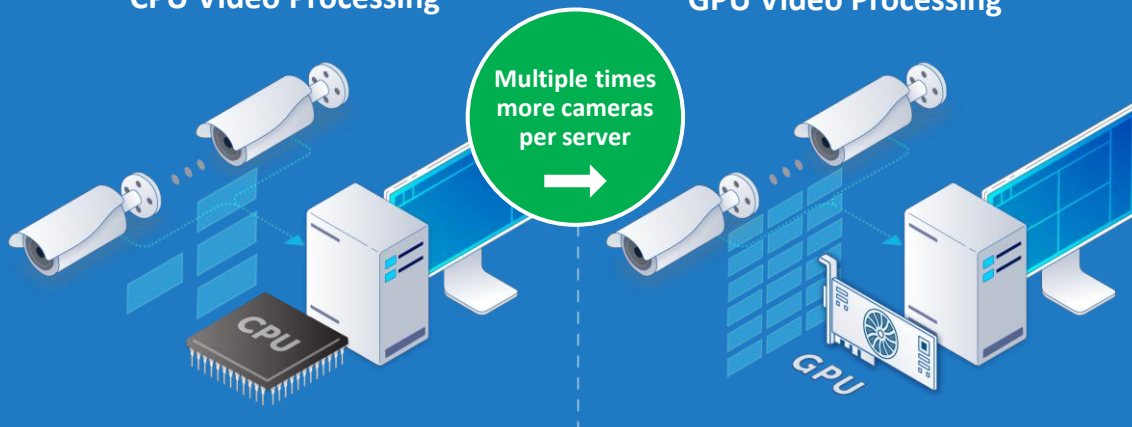 CPU Video Processing
GPU Video Processing
Multiple times
more cameras
per server
CPU
GPU